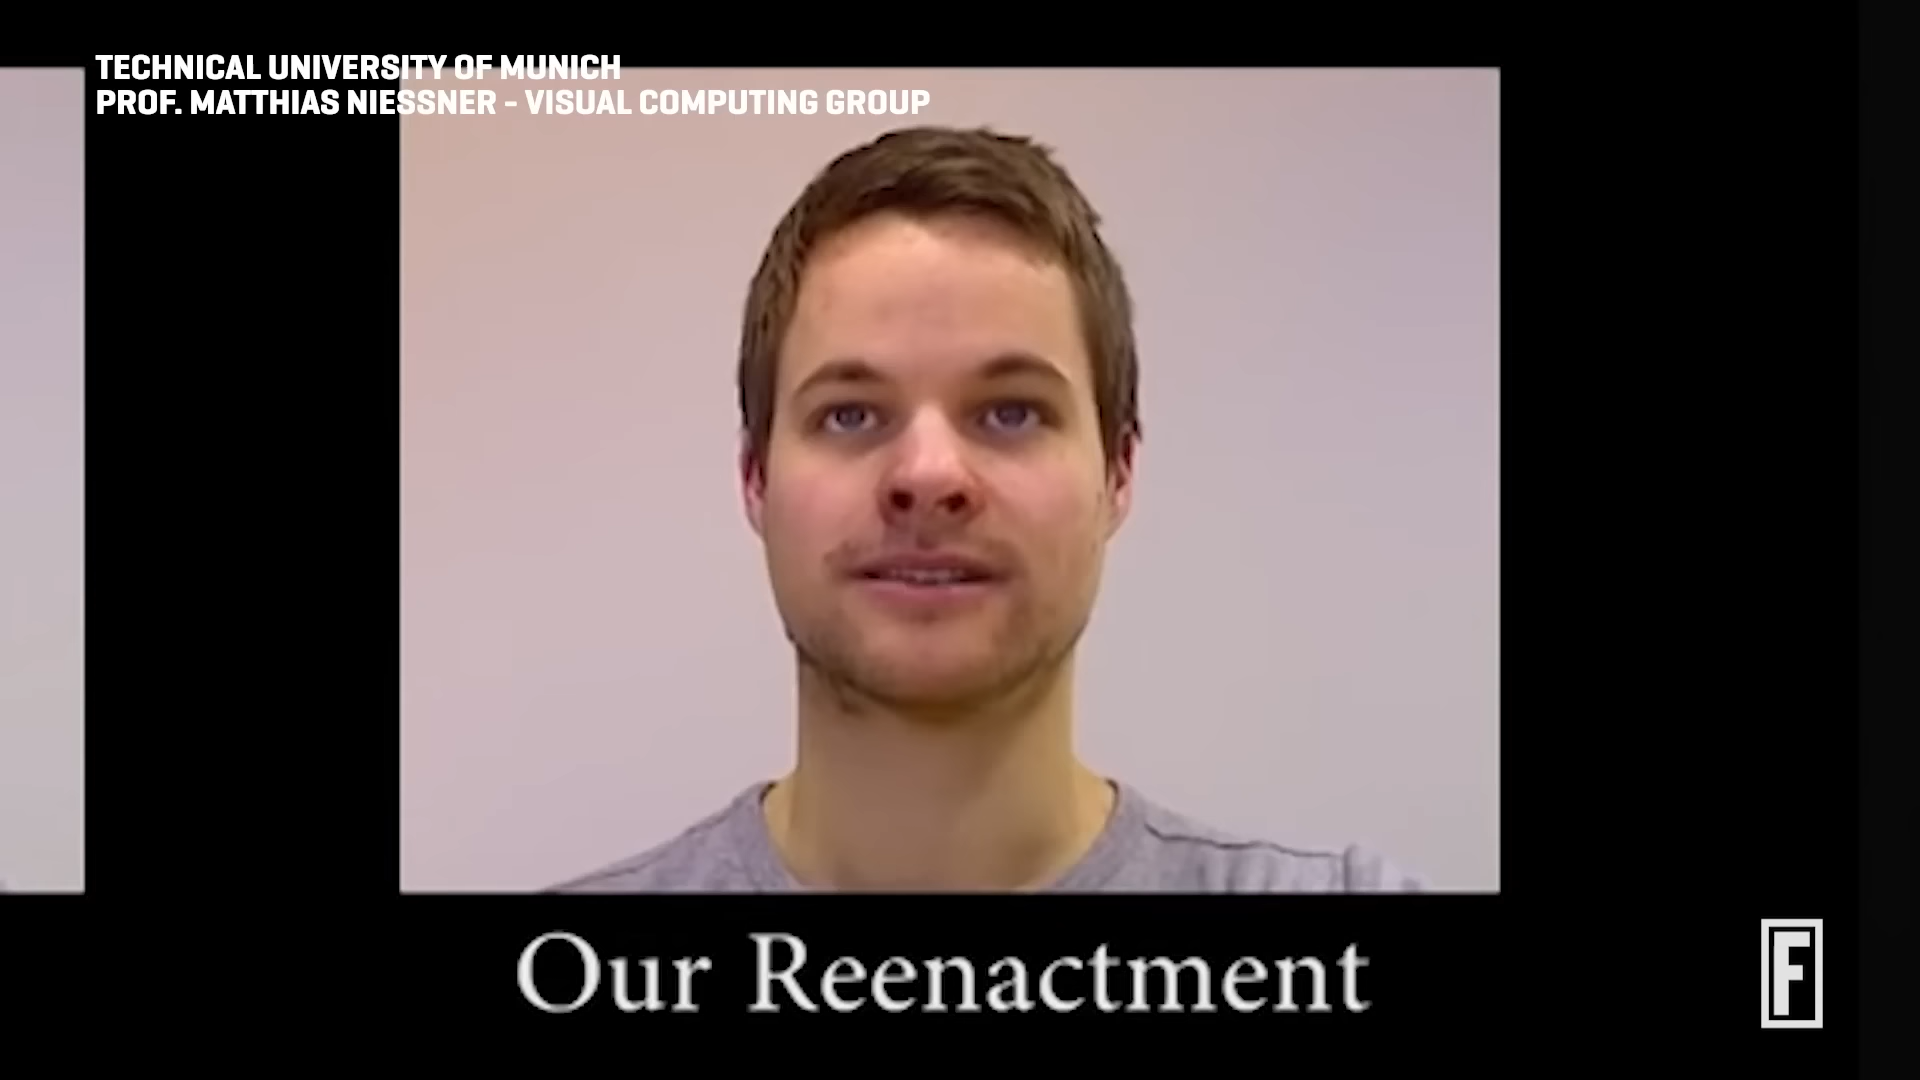 TECHNICAL UNIVERSITY OF MUNICH
PROF. MATTHIAS NIESSNER - VISUAL COMPUTING GROUP
Our Reenactment
F